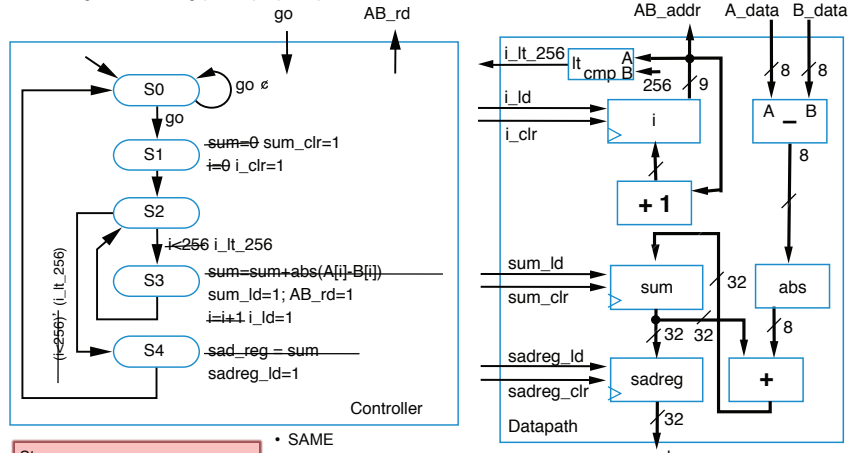 go
AB_rd
S0
go ¢
go
S1
sum=0 sum_clr=1
i=0 i_clr=1
S2
i<256 i_lt_256
S3
sum=sum+abs(A[i]-B[i])
sum_ld=1; AB_rd=1
i=i+1 i_ld=1
(i<256)' (i_lt_256)
S4
sad_reg = sum
sadreg_ld=1
Controller
• SAME
AB_addr
A_data
B_data
i_lt_256
lt
cmp
A
B
256
9
8
8
i_ld
i_clr
i
A B
–
8
+ 1
sum_ld
sum_clr
sum
32
abs
32
32
8
sadreg_ld
sadreg_clr
sadreg
+
32
Datapath